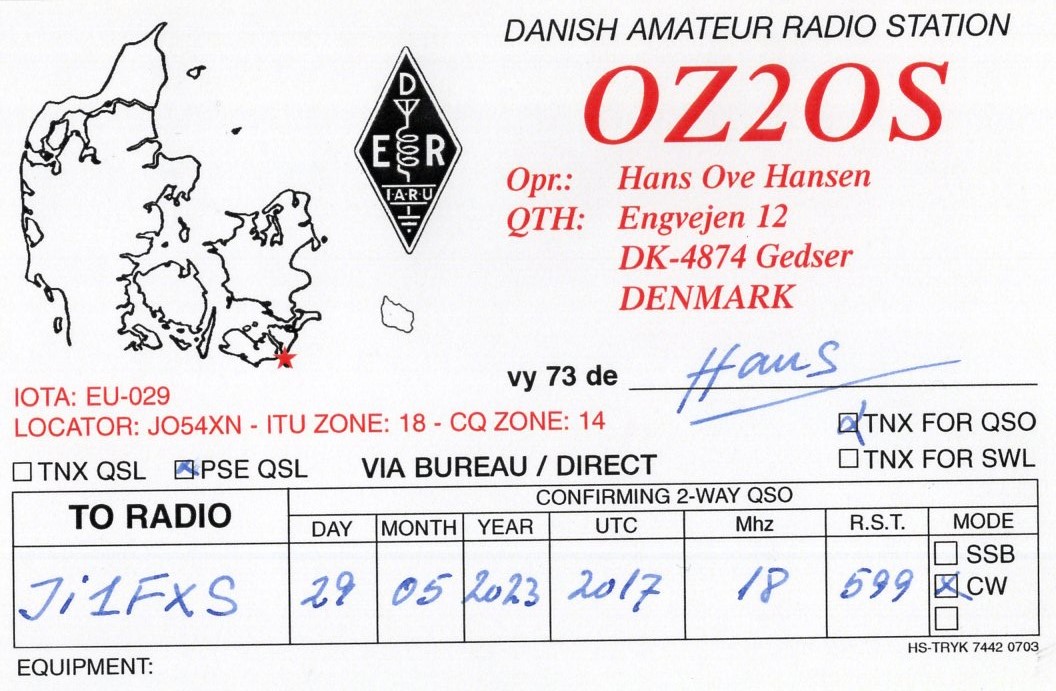 DANISH AMATEUR RADIO STATION
OZ2OS
D
E R
I·A·R·U
Opr.: Hans Ove Hansen
QTH: Engvejen 12
DK-4874 Gedser
DENMARK
vy 73 de Hans
IOTA: EU-029
LOCATOR: JO54XN - ITU ZONE: 18 - CQ ZONE: 14
TNX FOR QSO
TNX QSL PSE QSL VIA BUREAU / DIRECT
TNX FOR SWL
TO RADIO
CONFIRMING 2-WAY QSO
DAY MONTH YEAR UTC Mhz R.S.T. MODE
SSB
Ji1FXS 29 05 2023 2017 18 599 CW
HS-TRYK 7442 0703
EQUIPMENT: